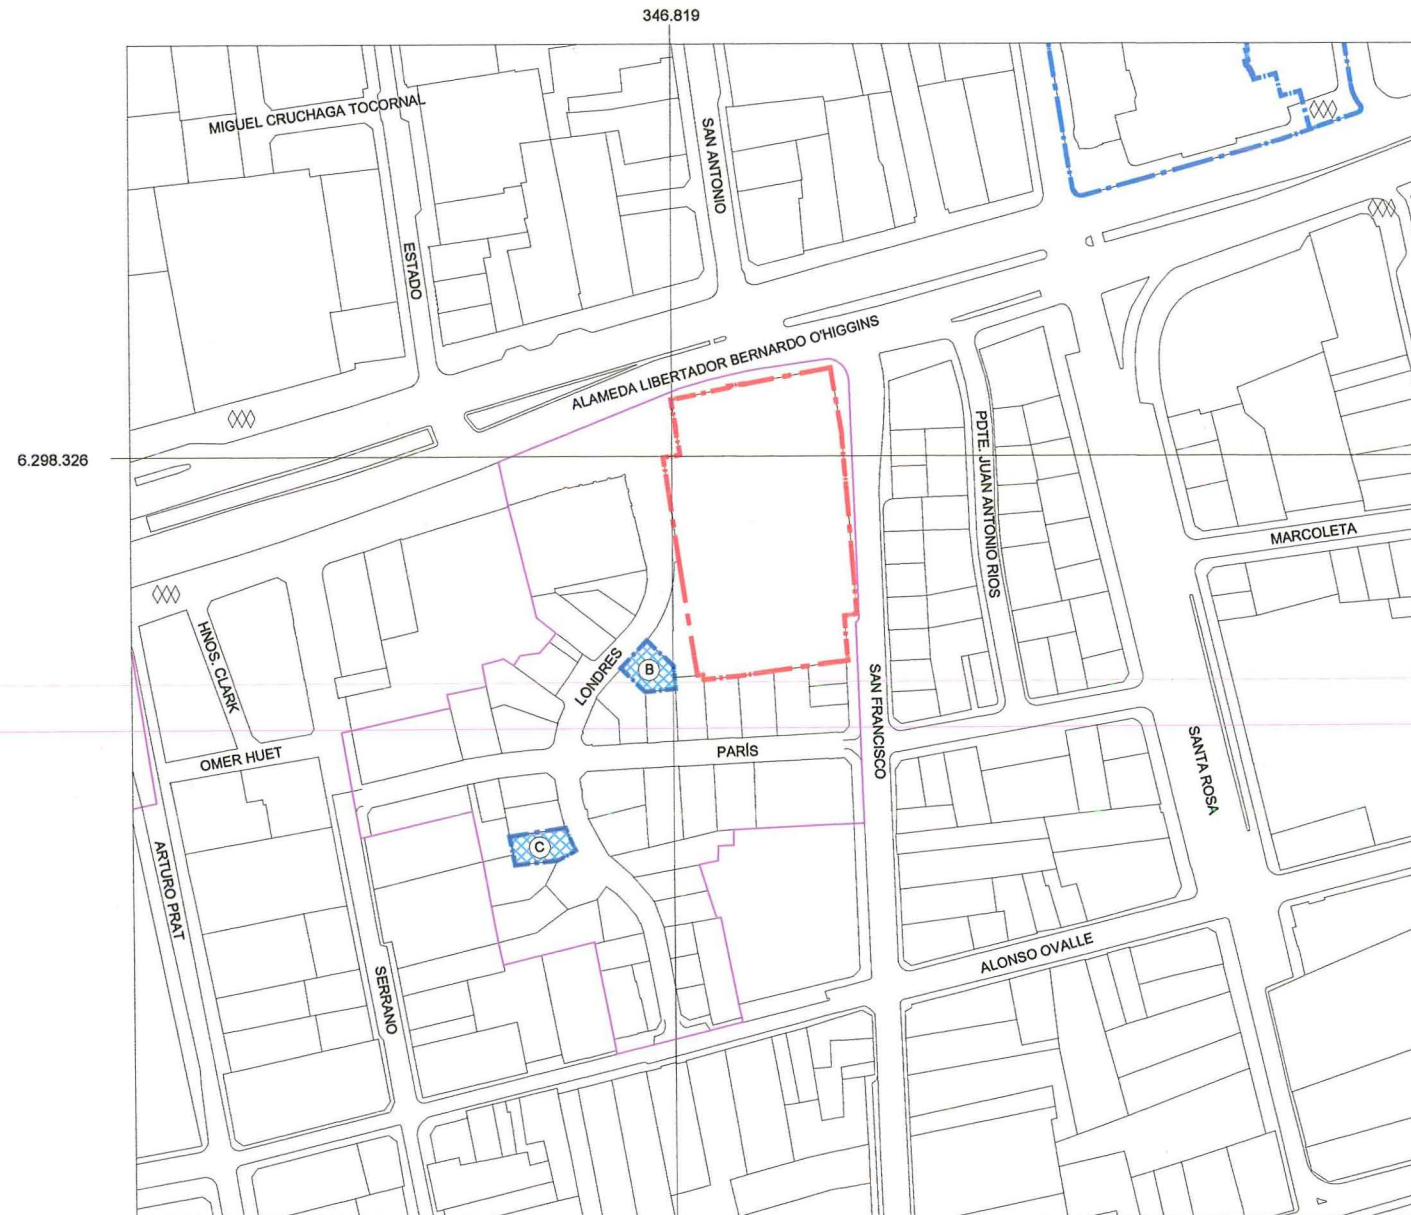 346.819
MIGUEL CRUCHAGA TOCORNAL
SAN ANTONIO
ESTADO
ALAMEDA LIBERTADOR BERNARDO O'HIGGINS
6.298.326
PDTE. JUAN ANTONIO RIOS
MARCOLETA
HNOS. CLARK
LONDRES
B
SAN FRANCISCO
OMER HUET
PARÍS
SANTA ROSA
C
ARTURO PRAT
SERRANO
ALONSO OVALLE